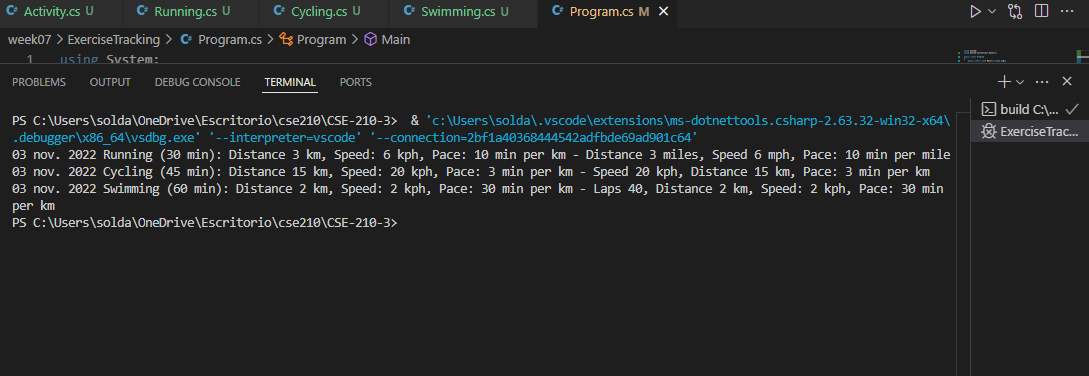 Activity.cs U Running.cs U Cycling.cs U Swimming.cs U Program.cs M
week07 > ExerciseTracking > Program.cs > Program > Main
1 using System;
PROBLEMS OUTPUT DEBUG CONSOLE TERMINAL PORTS
PS C:\Users\solda\OneDrive\Escritorio\cse210\CSE-210-3> & 'c:\Users\solda\.vscode\extensions\ms-dotnettools.csharp-2.63.32-win32-x64\
.debugger\x86_64\vsdbg.exe' '--interpreter=vscode' '--connection=2bf1a40368444542adfbde69ad901c64'
03 nov. 2022 Running (30 min): Distance 3 km, Speed: 6 kph, Pace: 10 min per km - Distance 3 miles, Speed 6 mph, Pace: 10 min per mile
03 nov. 2022 Cycling (45 min): Distance 15 km, Speed: 20 kph, Pace: 3 min per km - Speed 20 kph, Distance 15 km, Pace: 3 min per km
03 nov. 2022 Swimming (60 min): Distance 2 km, Speed: 2 kph, Pace: 30 min per km - Laps 40, Distance 2 km, Speed: 2 kph, Pace: 30 min
per km
PS C:\Users\solda\OneDrive\Escritorio\cse210\CSE-210-3>
build C:\...
ExerciseTrac...